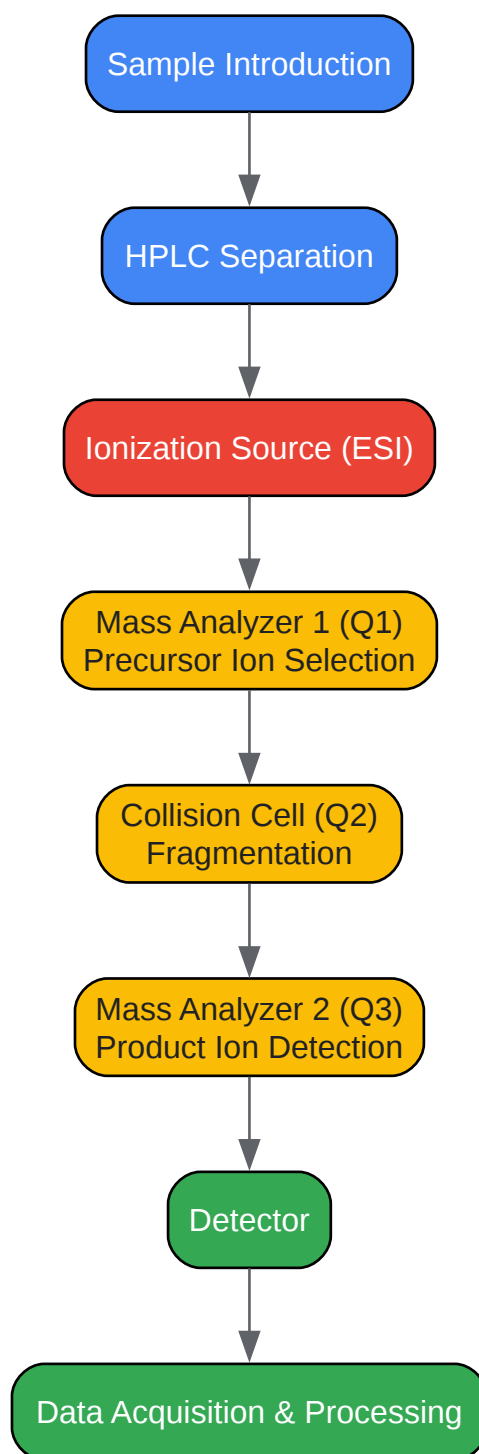 Sample Introduction
HPLC Separation
Ionization Source (ESI)
Mass Analyzer 1 (Q1)
Precursor Ion Selection
Collision Cell (Q2)
Fragmentation
Mass Analyzer 2 (Q3)
Product Ion Detection
Detector
Data Acquisition & Processing